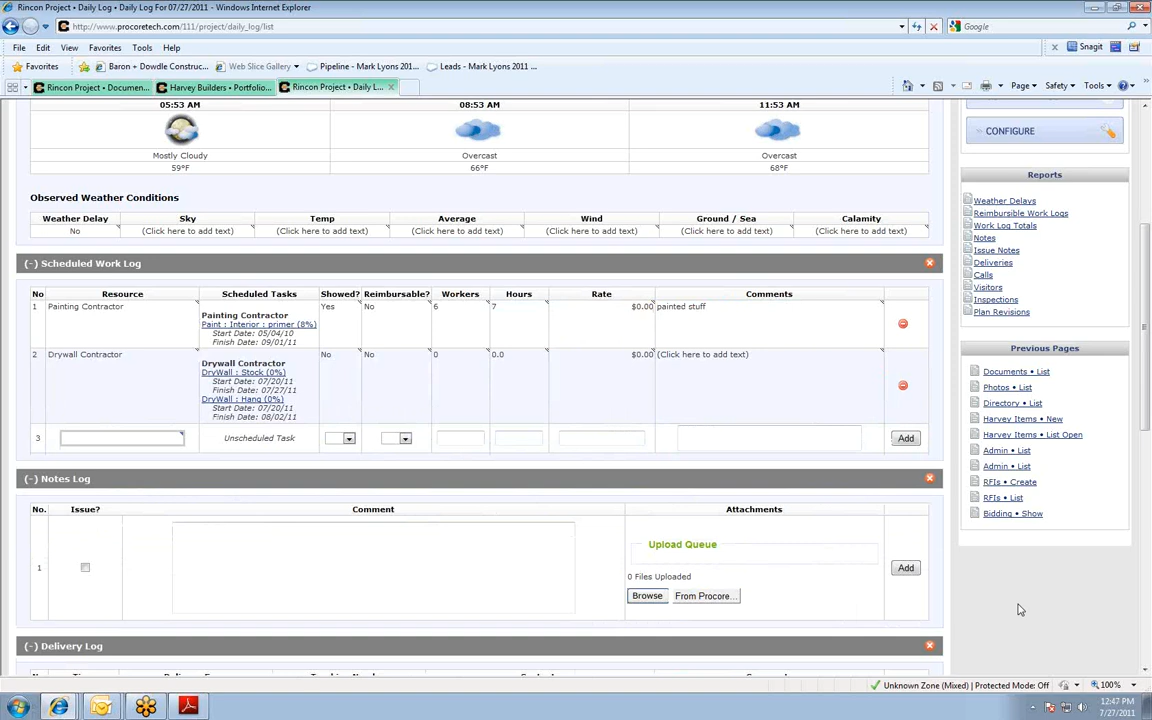 Rincon Project • Daily Log • Daily Log For 07/27/2011 - Windows Internet Explorer
http://www.procoretech.com/111/project/daily_log/list
Google
File Edit View Favorites Tools Help
Snagit
Favorites
Baron + Dowdle Construc...
Web Slice Gallery
Pipeline - Mark Lyons 201...
Leads - Mark Lyons 2011 ...
Rincon Project • Documen...
Harvey Builders • Portfolio...
Rincon Project • Daily L...
Page
Safety
Tools
05:53 AM 08:53 AM 11:53 AM
Mostly Cloudy Overcast Overcast
59°F 66°F 79°F
Observed Weather Conditions
Weather Delay Sky Temp Average Wind Ground / Sea Calamity
No (Click here to add text) (Click here to add text) (Click here to add text) (Click here to add text) (Click here to add text) (Click here to add text)
(-) Scheduled Work Log
No Resource Scheduled Tasks Showed? Reimbursable? Workers Hours Rate Comments
1 Painting Contractor Yes No 6 7 $0.00 painted stuff
Painting Contractor
Paint : Interior : primer (8%)
Start Date: 05/04/10
Finish Date: 09/01/11
2 Drywall Contractor No No 0 0.0 $0.00 (Click here to add text)
Drywall Contractor
DryWall : Stock (0%)
Start Date: 07/20/11
Finish Date: 07/27/11
DryWall : Hang (0%)
Start Date: 07/20/11
Finish Date: 08/02/11
3 Unscheduled Task Add
(-) Notes Log
No. Issue? Comment Attachments
Upload Queue
1 Add
0 Files Uploaded
Browse From Procore...
(-) Delivery Log
CONFIGURE
Reports
Weather Delays
Reimbursible Work Logs
Work Log Totals
Notes
Issue Notes
Deliveries
Calls
Visitors
Inspections
Plan Revisions
Previous Pages
Documents • List
Photos • List
Directory • List
Harvey Items • New
Harvey Items • List Open
Admin • List
Admin • List
RFIs • Create
RFIs • List
Bidding • Show
Unknown Zone (Mixed) | Protected Mode: Off
100%
12:47 PM
7/27/2011